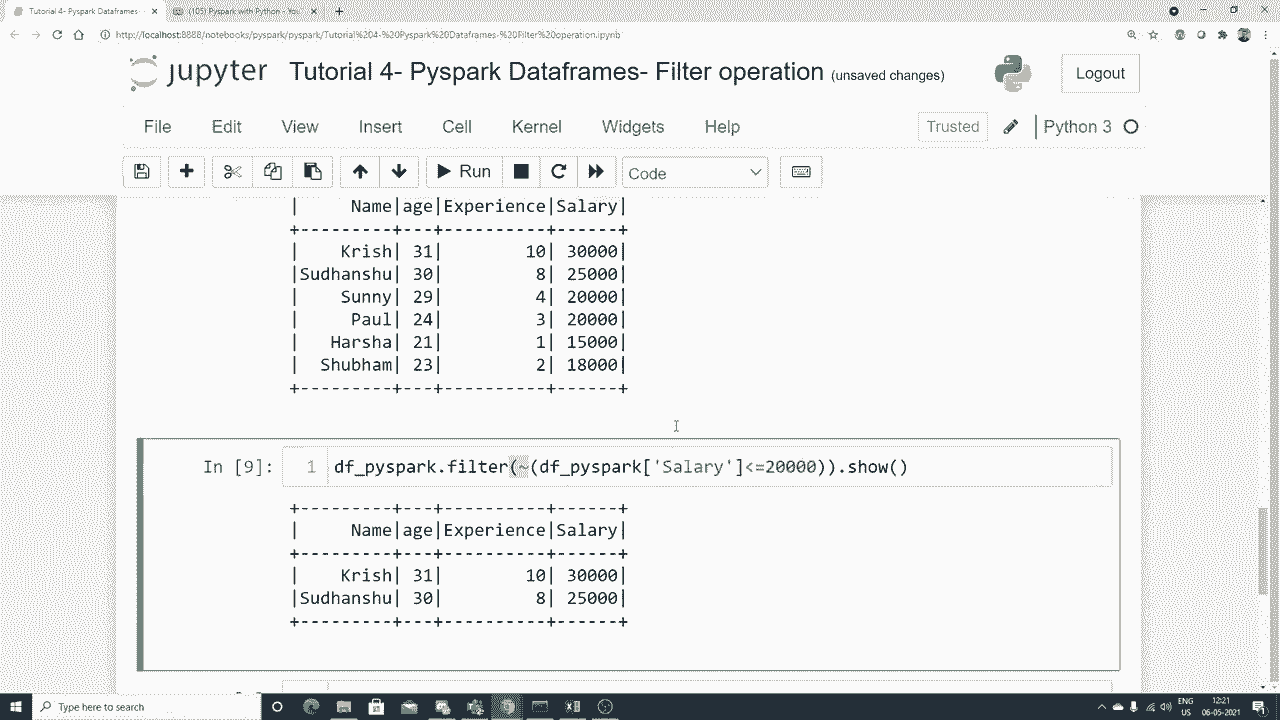 Tutorial 4- Pyspark Dataframes-
(105) Pyspark with Python - You
http://localhost:8888/notebooks/pyspark/pyspark/Tutorial%204-%20Pyspark%20Dataframes-%20Filter%20operation.ipynb
jupyter Tutorial 4- Pyspark Dataframes- Filter operation (unsaved changes)
Logout
File Edit View Insert Cell Kernel Widgets Help Trusted Python 3
Run Code
| Name|age|Experience|Salary|
+---------+---+----------+------+
| Krish| 31| 10| 30000|
|Sudhanshu| 30| 8| 25000|
| Sunny| 29| 4| 20000|
| Paul| 24| 3| 20000|
| Harsha| 21| 1| 15000|
| Shubham| 23| 2| 18000|
+---------+---+----------+------+
In [9]: 1 df_pyspark.filter(~(df_pyspark['Salary']<=20000)).show()
+---------+---+----------+------+
| Name|age|Experience|Salary|
+---------+---+----------+------+
| Krish| 31| 10| 30000|
|Sudhanshu| 30| 8| 25000|
+---------+---+----------+------+
Type here to search
ENG 12:21
US 06-05-2021